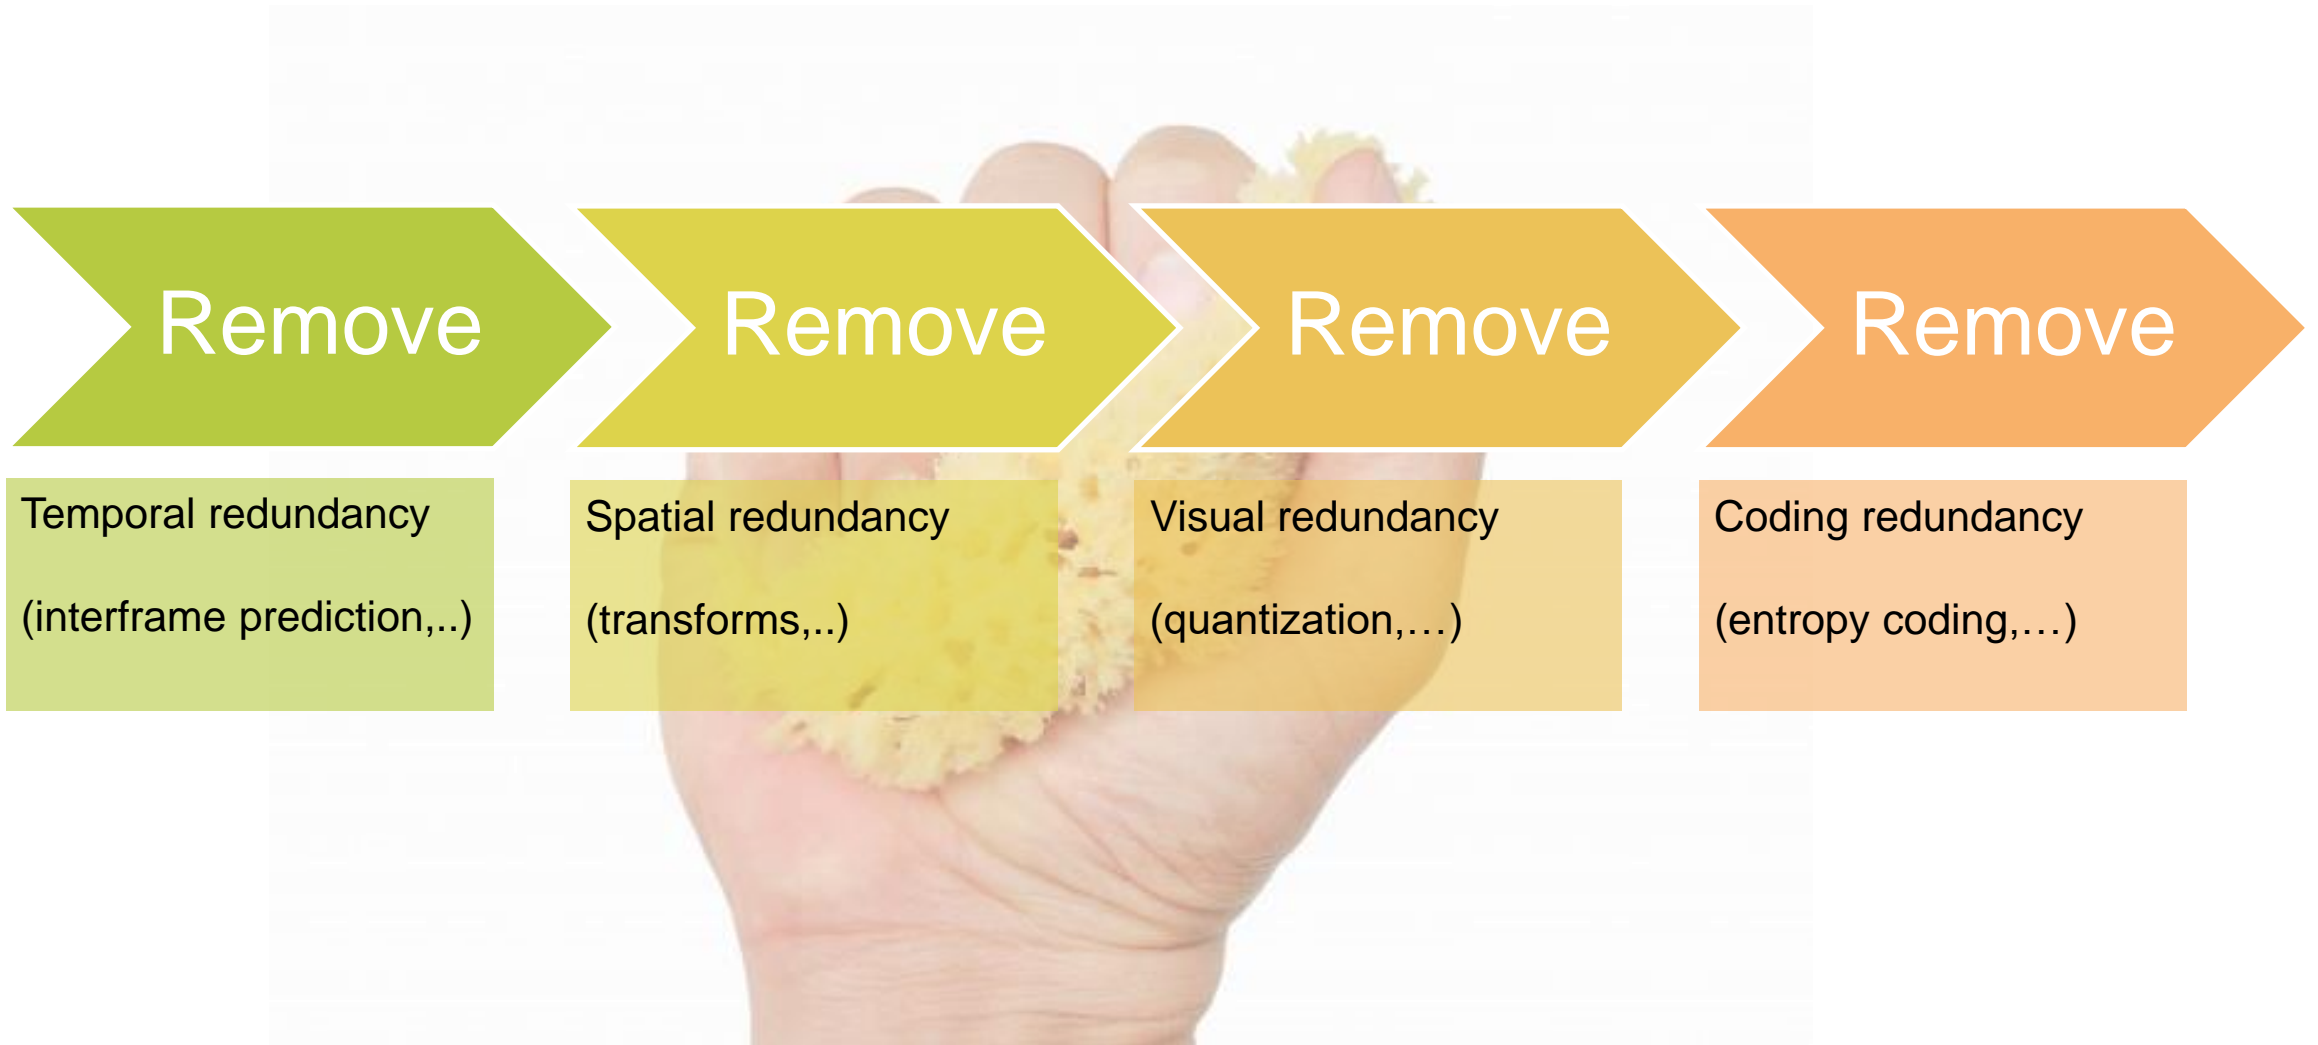 Remove
Remove
Remove
Remove
Temporal redundancy
(interframe prediction,..)
Spatial redundancy
(transforms,..)
Visual redundancy
(quantization,…)
Coding redundancy
(entropy coding,…)